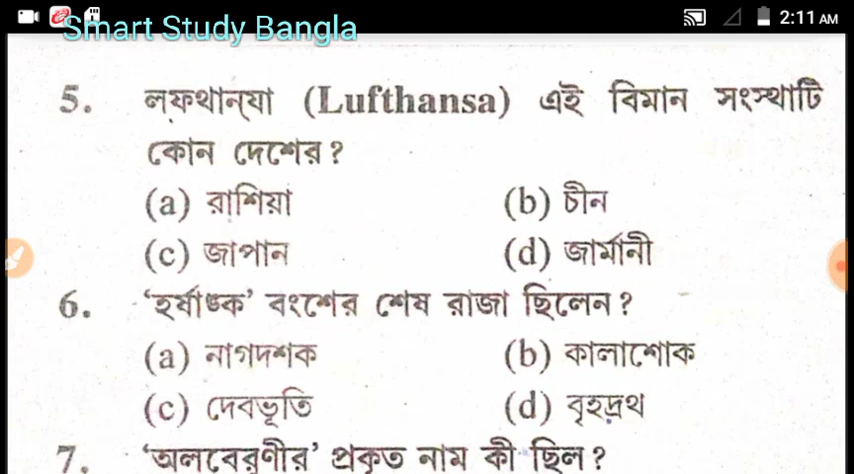 Smart Study Bangla
2:11 AM
5. লুফথান্যা (Lufthansa) এই বিমান সংস্থাটি
কোন দেশের?
(a) রাশিয়া (b) চীন
(c) জাপান (d) জার্মানী
6. ‘হর্ষাঙ্ক’ বংশের শেষ রাজা ছিলেন?
(a) নাগদশক (b) কালাশোক
(c) দেবভূতি (d) বৃহদ্রথ
7. ‘অলবেরুণীর’ প্রকৃত নাম কী ছিল?